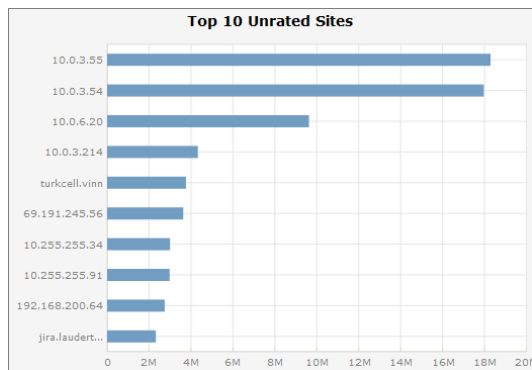 Top 10 Unrated Sites
10.0.3.55
10.0.3.54
10.0.6.20
10.0.3.214
turkcell.vinn
69.191.245.56
10.255.255.34
10.255.255.91
192.168.200.64
jira.laudert...
0 2M 4M 6M 8M 10M 12M 14M 16M 18M 20M